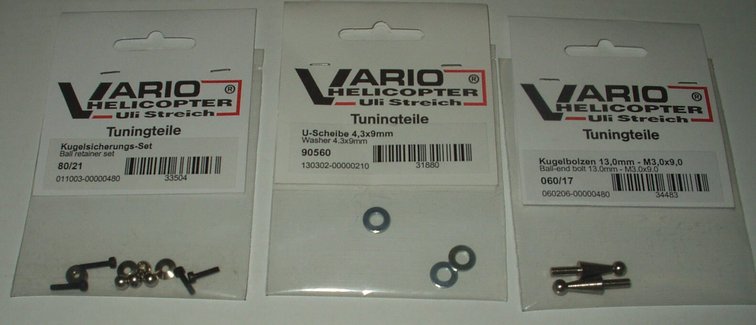 VARIO ®
HELICOPTER
Uli Streich
Tuningteile
Kugelsicherungs-Set
Ball retainer set
80/21
011003-00000480
33504
VARIO ®
HELICOPTER
Uli Streich
Tuningteile
U-Scheibe 4,3x9mm
Washer 4.3x9mm
90560
130302-00000210
31880
VARIO ®
HELICOPTER
Uli Streich
Tuningteile
Kugelbolzen 13,0mm - M3,0x9,0
Ball-end bolt 13.0mm - M3.0x9.0
060/17
060206-00000480
34483